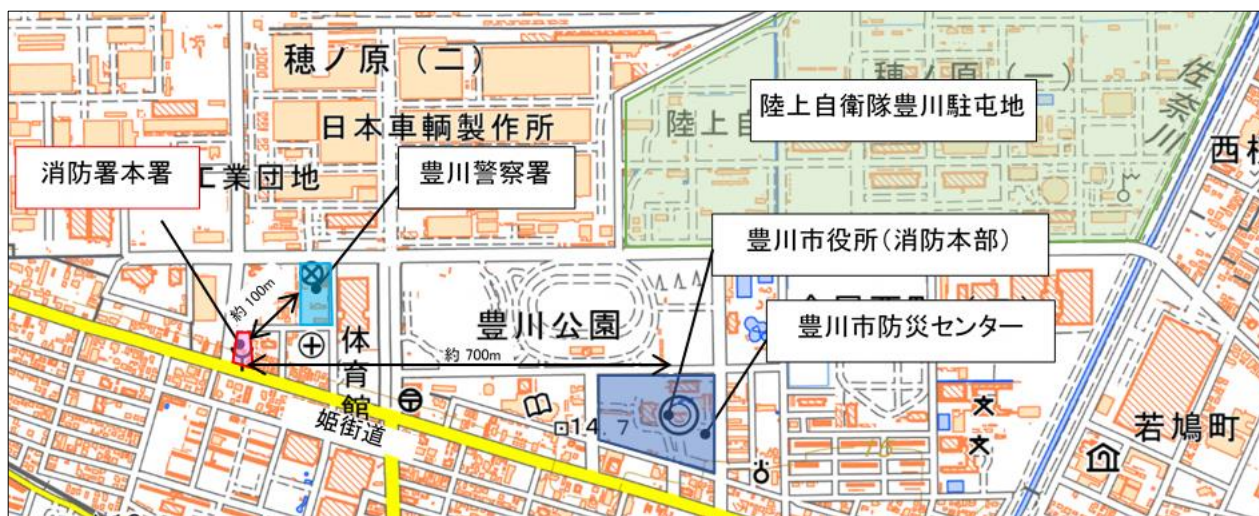 穂ノ原（二）
穂ノ原（一）
佐奈川
陸上自衛隊豊川駐屯地
陸上自
日本車輌製作所
西桜
消防署本署
工業団地
豊川警察署
豊川市役所（消防本部）
約100m
豊川公園
豊川市防災センター
体育館
約 700m
姫街道
14.7
若鳩町